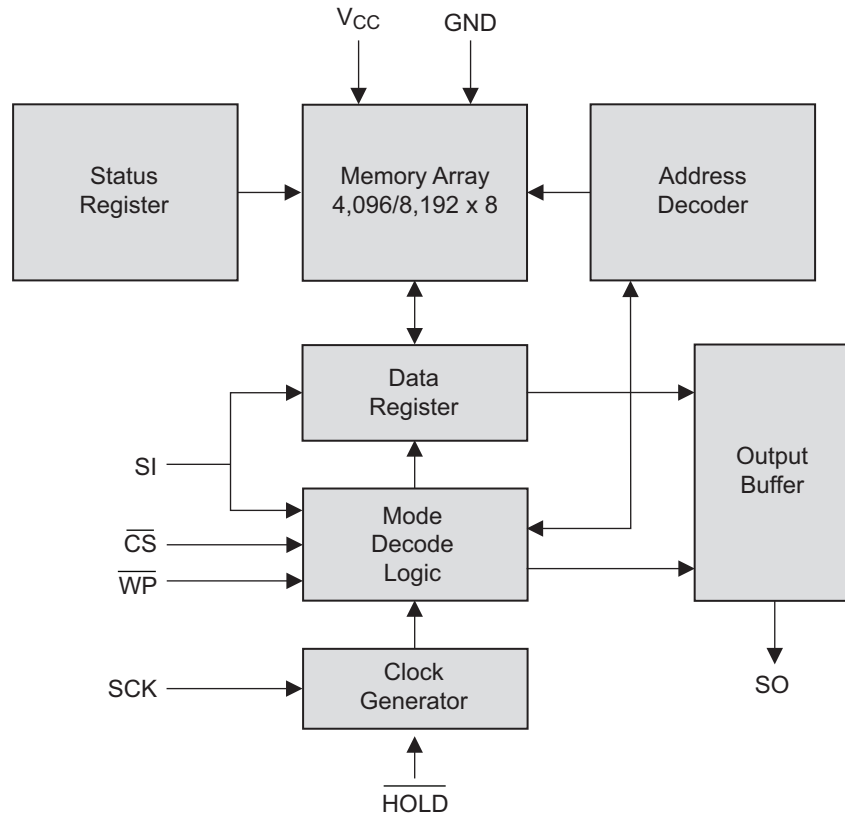 VCC
GND
Status
Register
Memory Array
4,096/8,192 x 8
Address
Decoder
Data
Register
Output
Buffer
SI
Mode
Decode
Logic
CS
WP
SCK
Clock
Generator
SO
HOLD